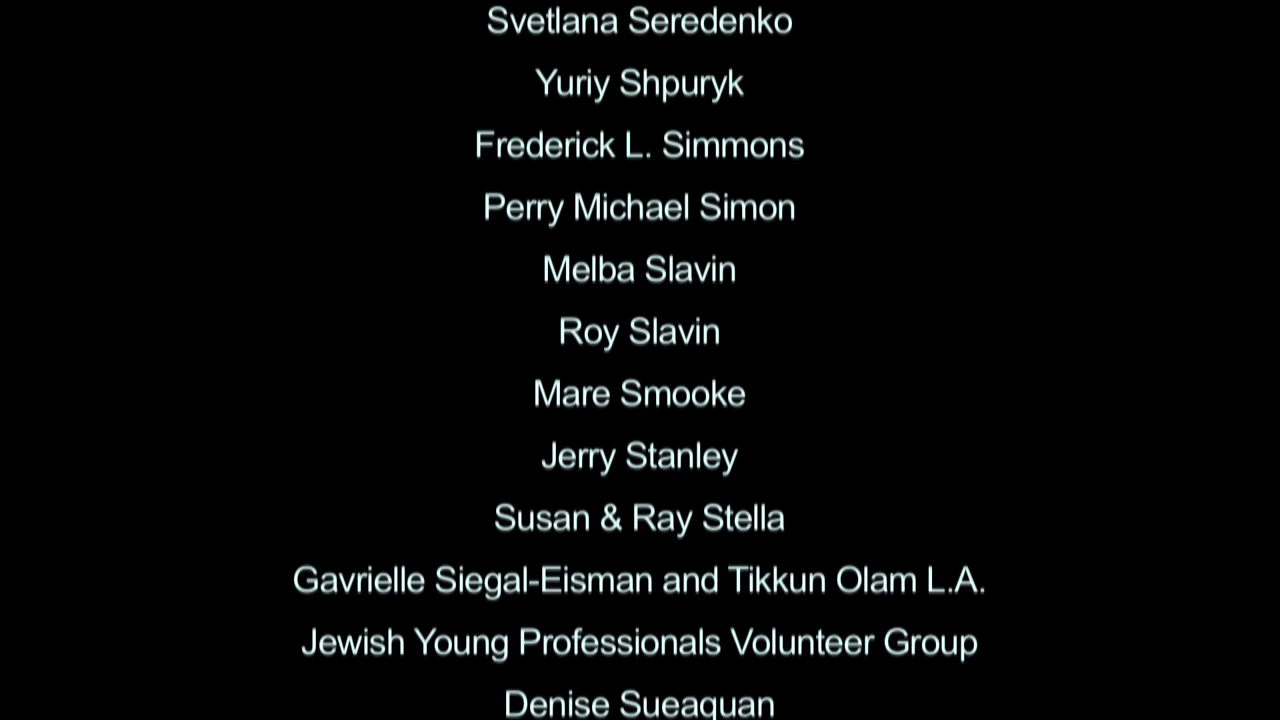 Svetlana Seredenko
Yuriy Shpuryk
Frederick L. Simmons
Perry Michael Simon
Melba Slavin
Roy Slavin
Mare Smooke
Jerry Stanley
Susan & Ray Stella
Gavrielle Siegal-Eisman and Tikkun Olam L.A.
Jewish Young Professionals Volunteer Group
Denise Sueaquan